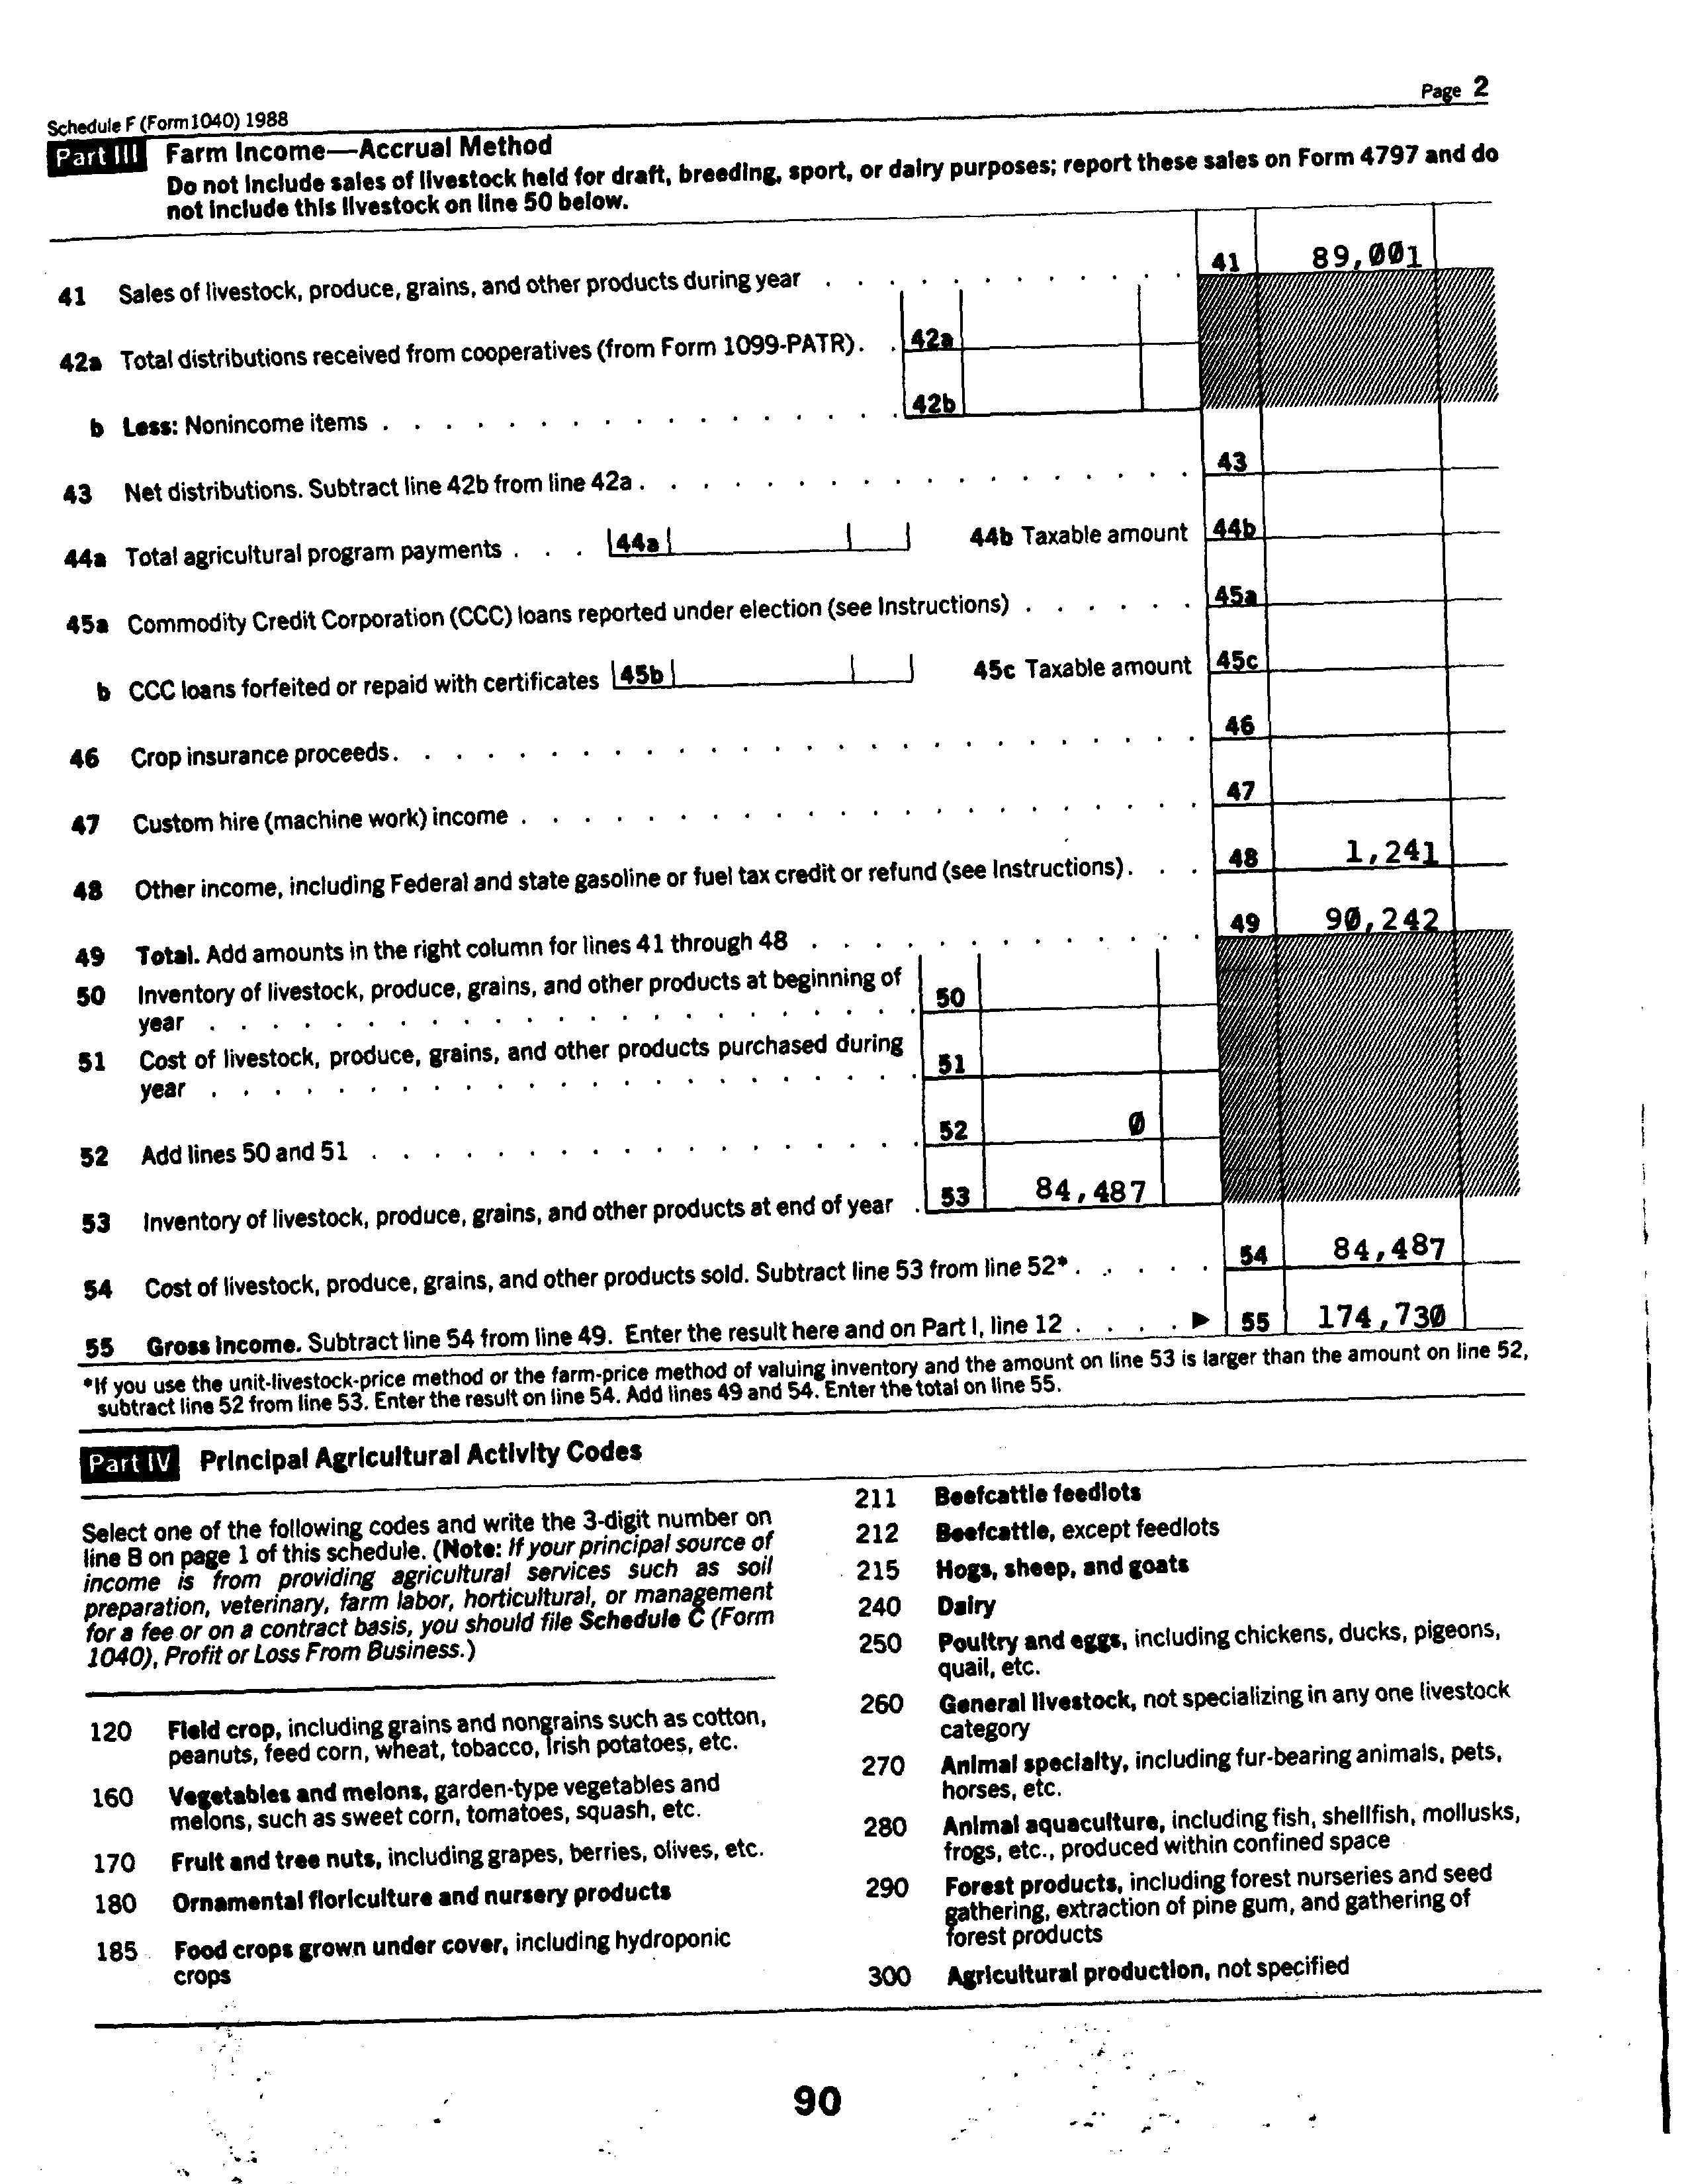 Schedule F (Form 1040) 1988
Page 2
Part III Farm Income—Accrual Method
Do not include sales of livestock held for draft, breeding, sport, or dairy purposes; report these sales on Form 4797 and do
not include this livestock on line 50 below.
41 Sales of livestock, produce, grains, and other products during year . . . . . . . . . . . . 41 89,001
42a Total distributions received from cooperatives (from Form 1099-PATR). . 42a
b Less: Nonincome items . . . . . . . . . . . . . . . . . 42b
43 Net distributions. Subtract line 42b from line 42a . . . . . . . . . . . . . . . . . . 43
44a Total agricultural program payments . . . 44a 44b Taxable amount 44b
45a Commodity Credit Corporation (CCC) loans reported under election (see Instructions) . . . . . . 45a
b CCC loans forfeited or repaid with certificates 45b 45c Taxable amount 45c
46 Crop insurance proceeds . . . . . . . . . . . . . . . . . . . . . . . . . . 46
47 Custom hire (machine work) income . . . . . . . . . . . . . . . . . . . . . . 47
48 Other income, including Federal and state gasoline or fuel tax credit or refund (see Instructions) . . . 48 1,241
49 Total. Add amounts in the right column for lines 41 through 48 . . . . . . . . . . . . . 49 90,242
50 Inventory of livestock, produce, grains, and other products at beginning of
year . . . . . . . . . . . . . . . . . . . . . . . 50
51 Cost of livestock, produce, grains, and other products purchased during
year . . . . . . . . . . . . . . . . . . . . . . . 51
52 Add lines 50 and 51 . . . . . . . . . . . . . . . . . . 52 0
53 Inventory of livestock, produce, grains, and other products at end of year . 53 84,487
54 Cost of livestock, produce, grains, and other products sold. Subtract line 53 from line 52* . . . . . 54 84,487
55 Gross Income. Subtract line 54 from line 49. Enter the result here and on Part I, line 12 . . . . ▶ 55 174,730
*If you use the unit-livestock-price method or the farm-price method of valuing inventory and the amount on line 53 is larger than the amount on line 52,
subtract line 52 from line 53. Enter the result on line 54. Add lines 49 and 54. Enter the total on line 55.
Part IV Principal Agricultural Activity Codes
Select one of the following codes and write the 3-digit number on
line B on page 1 of this schedule. (Note: If your principal source of
income is from providing agricultural services such as soil
preparation, veterinary, farm labor, horticultural, or management
for a fee or on a contract basis, you should file Schedule C (Form
1040), Profit or Loss From Business.)
120 Field crop, including grains and nongrains such as cotton,
peanuts, feed corn, wheat, tobacco, Irish potatoes, etc.
160 Vegetables and melons, garden-type vegetables and
melons, such as sweet corn, tomatoes, squash, etc.
170 Fruit and tree nuts, including grapes, berries, olives, etc.
180 Ornamental floriculture and nursery products
185 Food crops grown under cover, including hydroponic
crops
211 Beefcattle feedlots
212 Beefcattle, except feedlots
215 Hogs, sheep, and goats
240 Dairy
250 Poultry and eggs, including chickens, ducks, pigeons,
quail, etc.
260 General livestock, not specializing in any one livestock
category
270 Animal specialty, including fur-bearing animals, pets,
horses, etc.
280 Animal aquaculture, including fish, shellfish, mollusks,
frogs, etc., produced within confined space
290 Forest products, including forest nurseries and seed
gathering, extraction of pine gum, and gathering of
forest products
300 Agricultural production, not specified
90